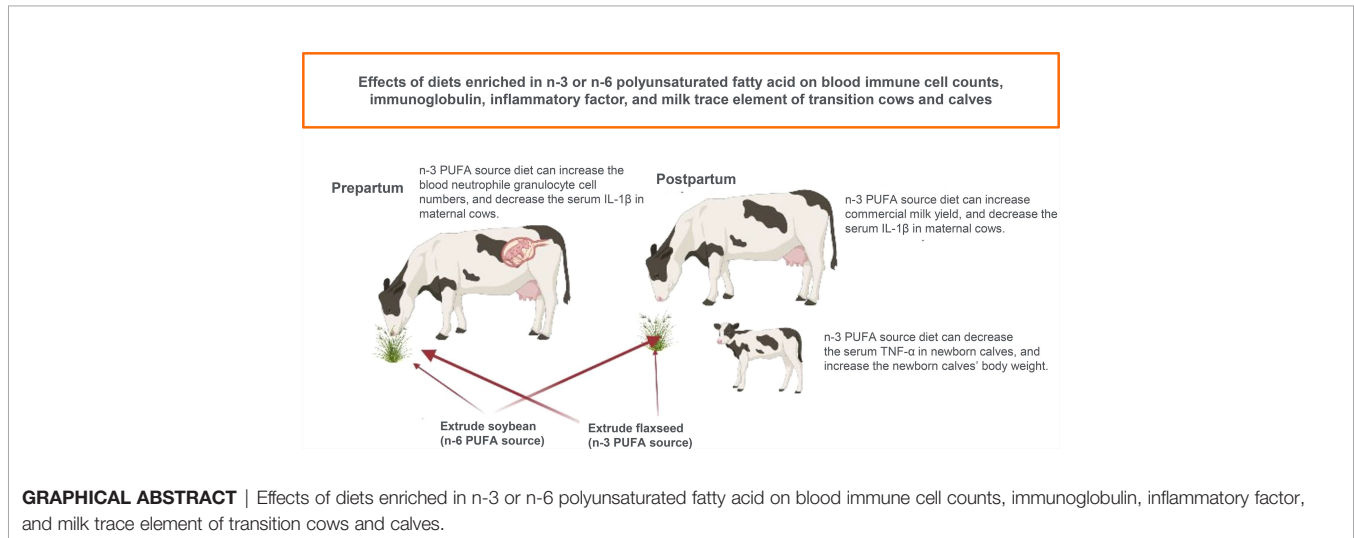 Effects of diets enriched in n-3 or n-6 polyunsaturated fatty acid on blood immune cell counts,
immunoglobulin, inflammatory factor, and milk trace element of transition cows and calves
Prepartum
n-3 PUFA source diet can increase the
blood neutrophile granulocyte cell
numbers, and decrease the serum IL-1β in
maternal cows.
Postpartum
n-3 PUFA source diet can increase
commercial milk yield, and decrease the
serum IL-1β in maternal cows.
n-3 PUFA source diet can decrease
the serum TNF-α in newborn calves, and
increase the newborn calves' body weight.
Extrude soybean
(n-6 PUFA source)
Extrude flaxseed
(n-3 PUFA source)
GRAPHICAL ABSTRACT | Effects of diets enriched in n-3 or n-6 polyunsaturated fatty acid on blood immune cell counts, immunoglobulin, inflammatory factor,
and milk trace element of transition cows and calves.